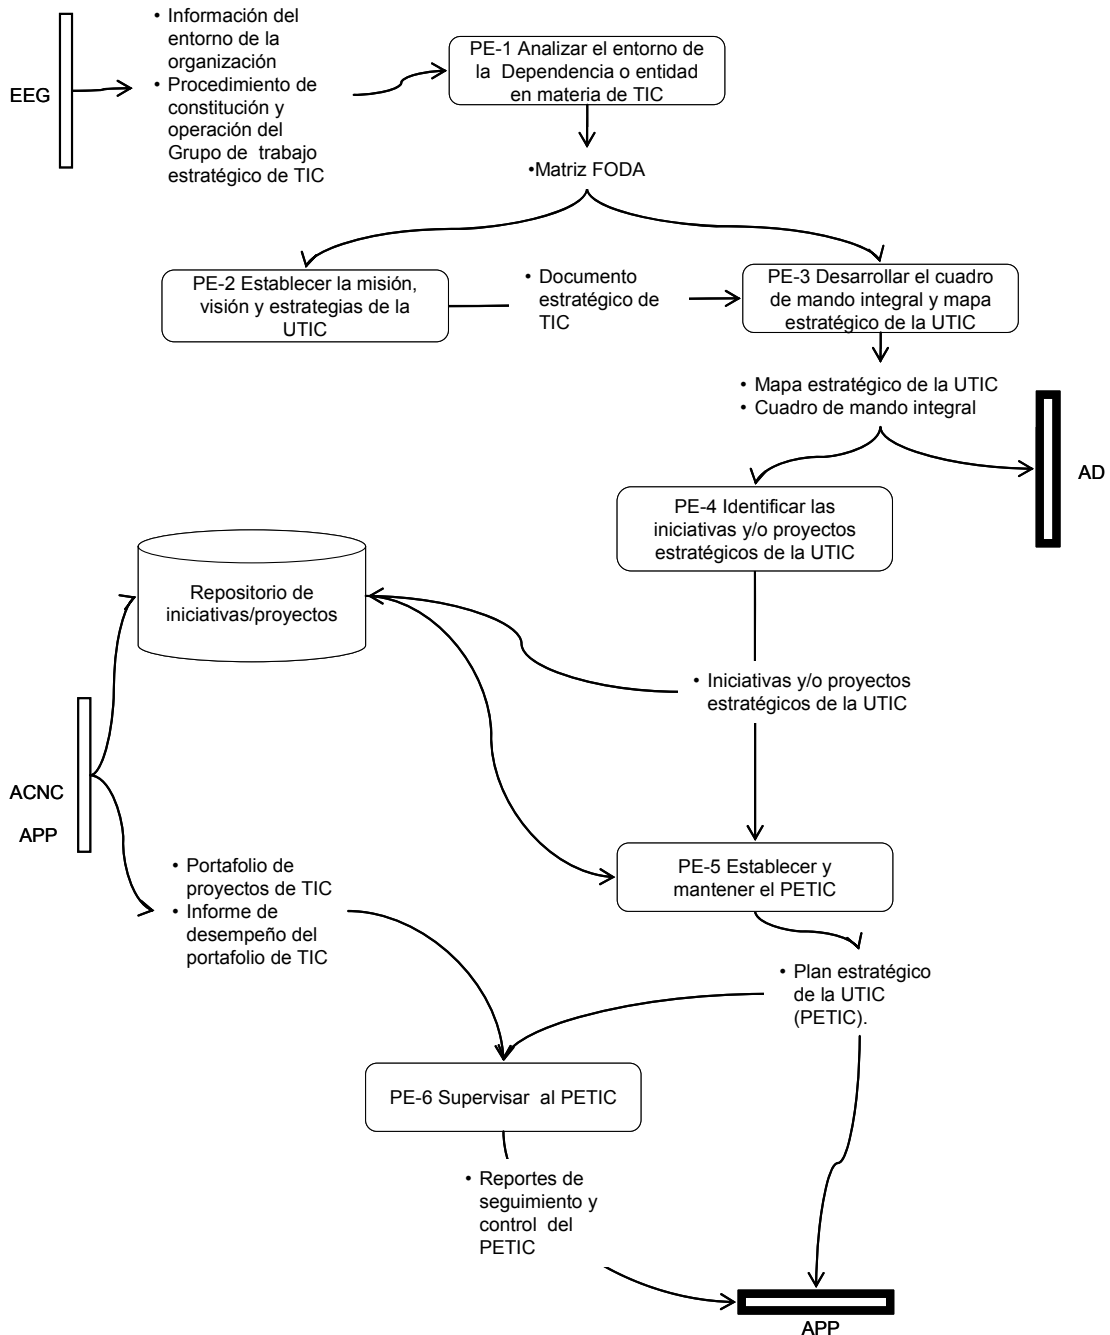 • Información del
entorno de la
organización
• Procedimiento de
constitución y
operación del
Grupo de trabajo
estratégico de TIC
EEG
PE-1 Analizar el entorno de
la Dependencia o entidad
en materia de TIC
•Matriz FODA
PE-2 Establecer la misión,
visión y estrategias de la
UTIC
• Documento
estratégico de
TIC
PE-3 Desarrollar el cuadro
de mando integral y mapa
estratégico de la UTIC
• Mapa estratégico de la UTIC
• Cuadro de mando integral
AD
PE-4 Identificar las
iniciativas y/o proyectos
estratégicos de la UTIC
Repositorio de
iniciativas/proyectos
• Iniciativas y/o proyectos
estratégicos de la UTIC
ACNC
APP
PE-5 Establecer y
mantener el PETIC
• Portafolio de
proyectos de TIC
• Informe de
desempeño del
portafolio de TIC
• Plan estratégico
de la UTIC
(PETIC).
PE-6 Supervisar al PETIC
• Reportes de
seguimiento y
control del
PETIC
APP